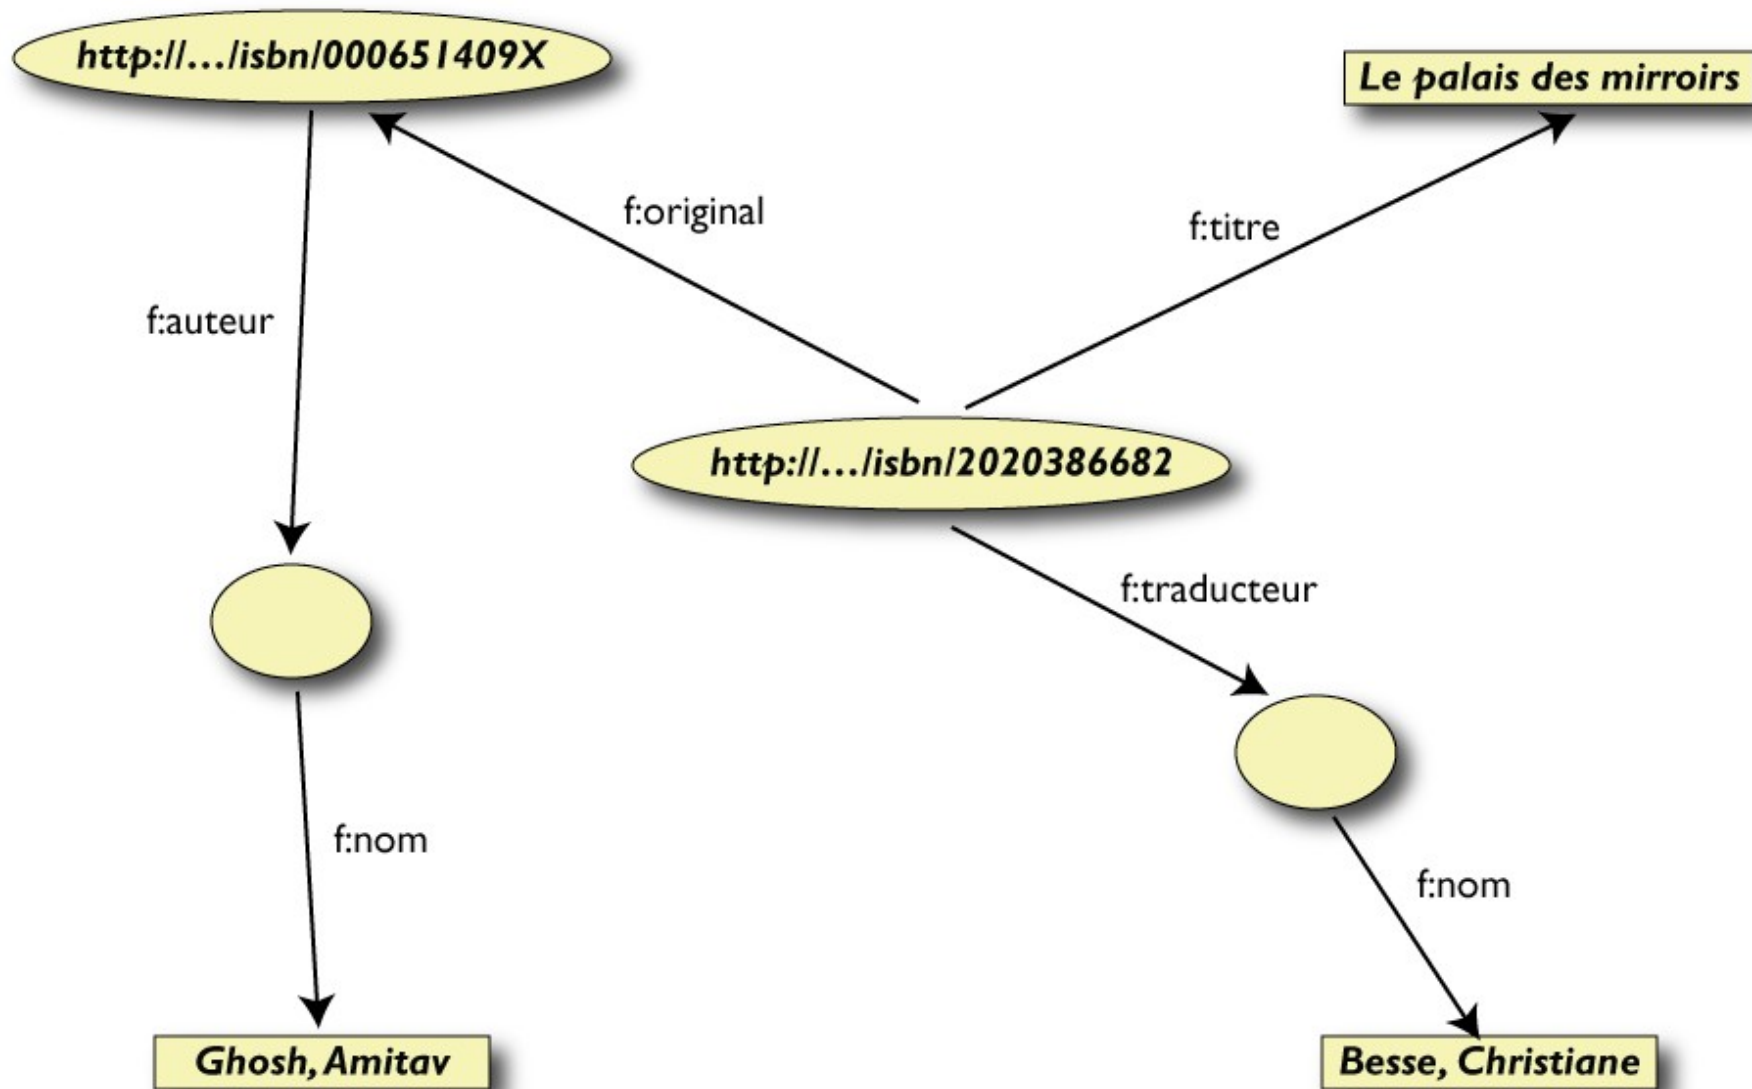 http://…/isbn/000651409X
Le palais des mirroirs
f:original
f:titre
f:auteur
http://…/isbn/2020386682
f:traducteur
f:nom
f:nom
Ghosh, Amitav
Besse, Christiane